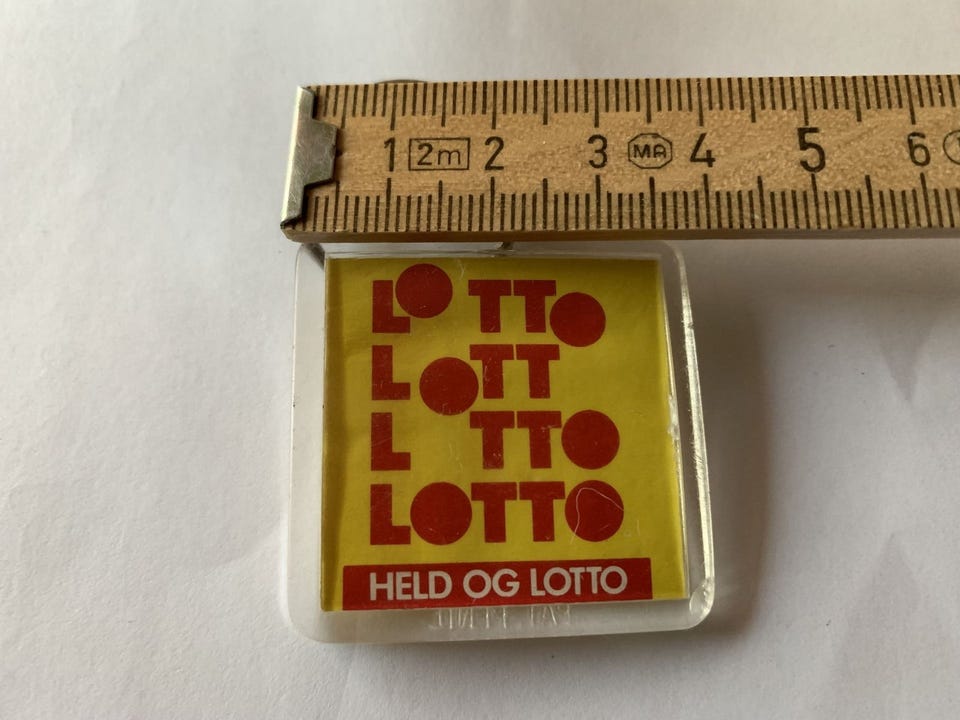 1 2m 2 3 MA 4 5 6
LOTTO
LOTT
L TTO
LOTTO
HELD OG LOTTO